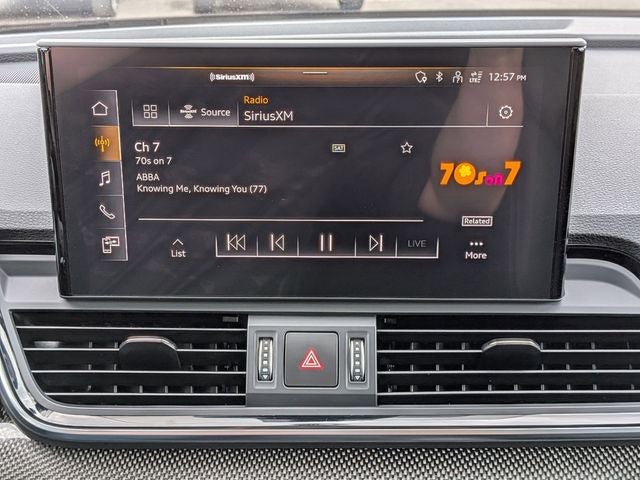 ((SiriusXM))
LTE
12:57 PM
Source
Radio
SiriusXM
Ch 7
SAT
70s on 7
ABBA
Knowing Me, Knowing You (77)
70s on 7
Related
List
LIVE
More